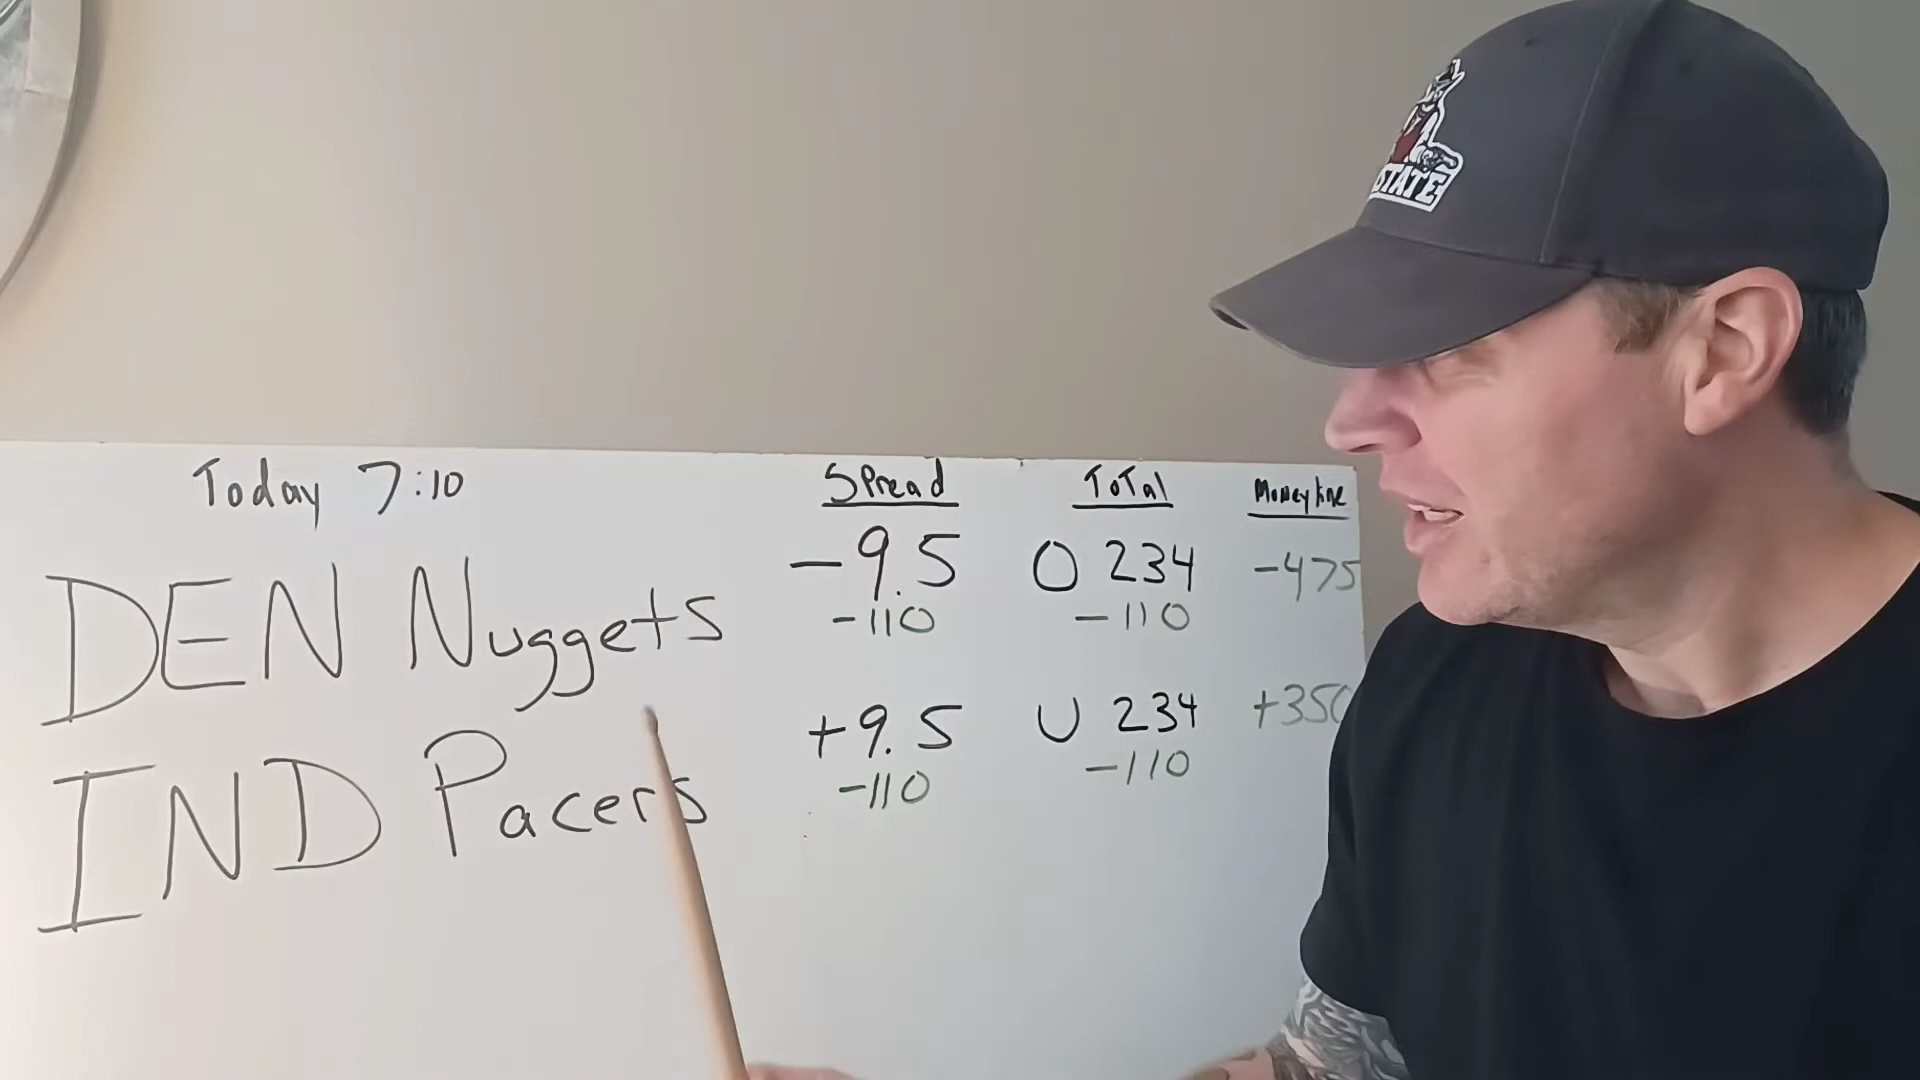 Today 7:10 Spread Total Moneyline
DEN Nuggets -9.5 O 234 -475
-110 -110
IND Pacers +9.5 U 234 +350
-110 -110
STATE